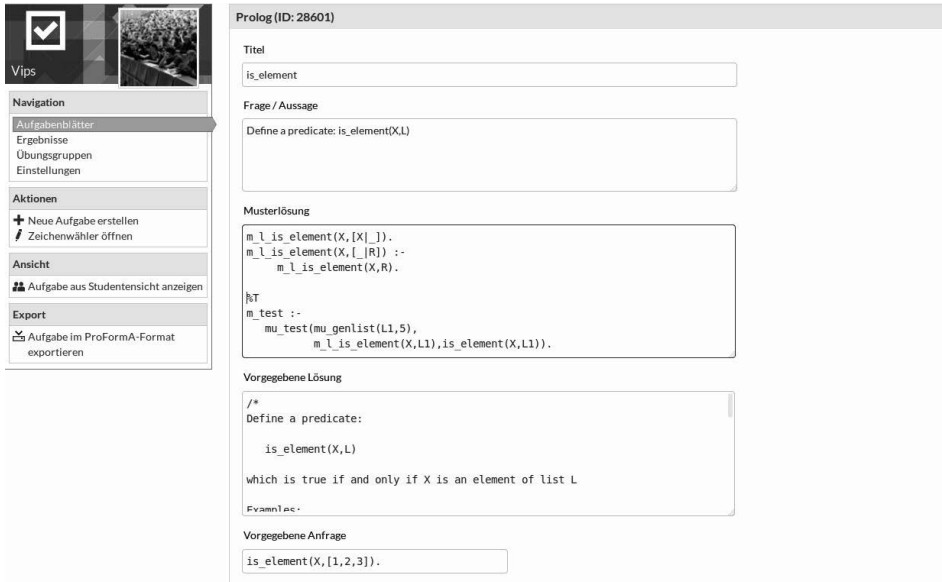 Vips
Navigation
Aufgabenblätter
Ergebnisse
Übungsgruppen
Einstellungen
Aktionen
Neue Aufgabe erstellen
Zeichenwähler öffnen
Ansicht
Aufgabe aus Studentensicht anzeigen
Export
Aufgabe im ProFormA-Format
exportieren
Prolog (ID: 28601)
Titel
is_element
Frage / Aussage
Define a predicate: is_element(X,L)
Musterlösung
m_l_is_element(X,[X|_]).
m_l_is_element(X,[_|R]) :-
m_l_is_element(X,R).
%T
m_test :-
mu_test(mu_genlist(L1,5),
m_l_is_element(X,L1),is_element(X,L1)).
Vorgegebene Lösung
/*
Define a predicate:
is_element(X,L)
which is true if and only if X is an element of list L
Examples:
Vorgegebene Anfrage
is_element(X,[1,2,3]).